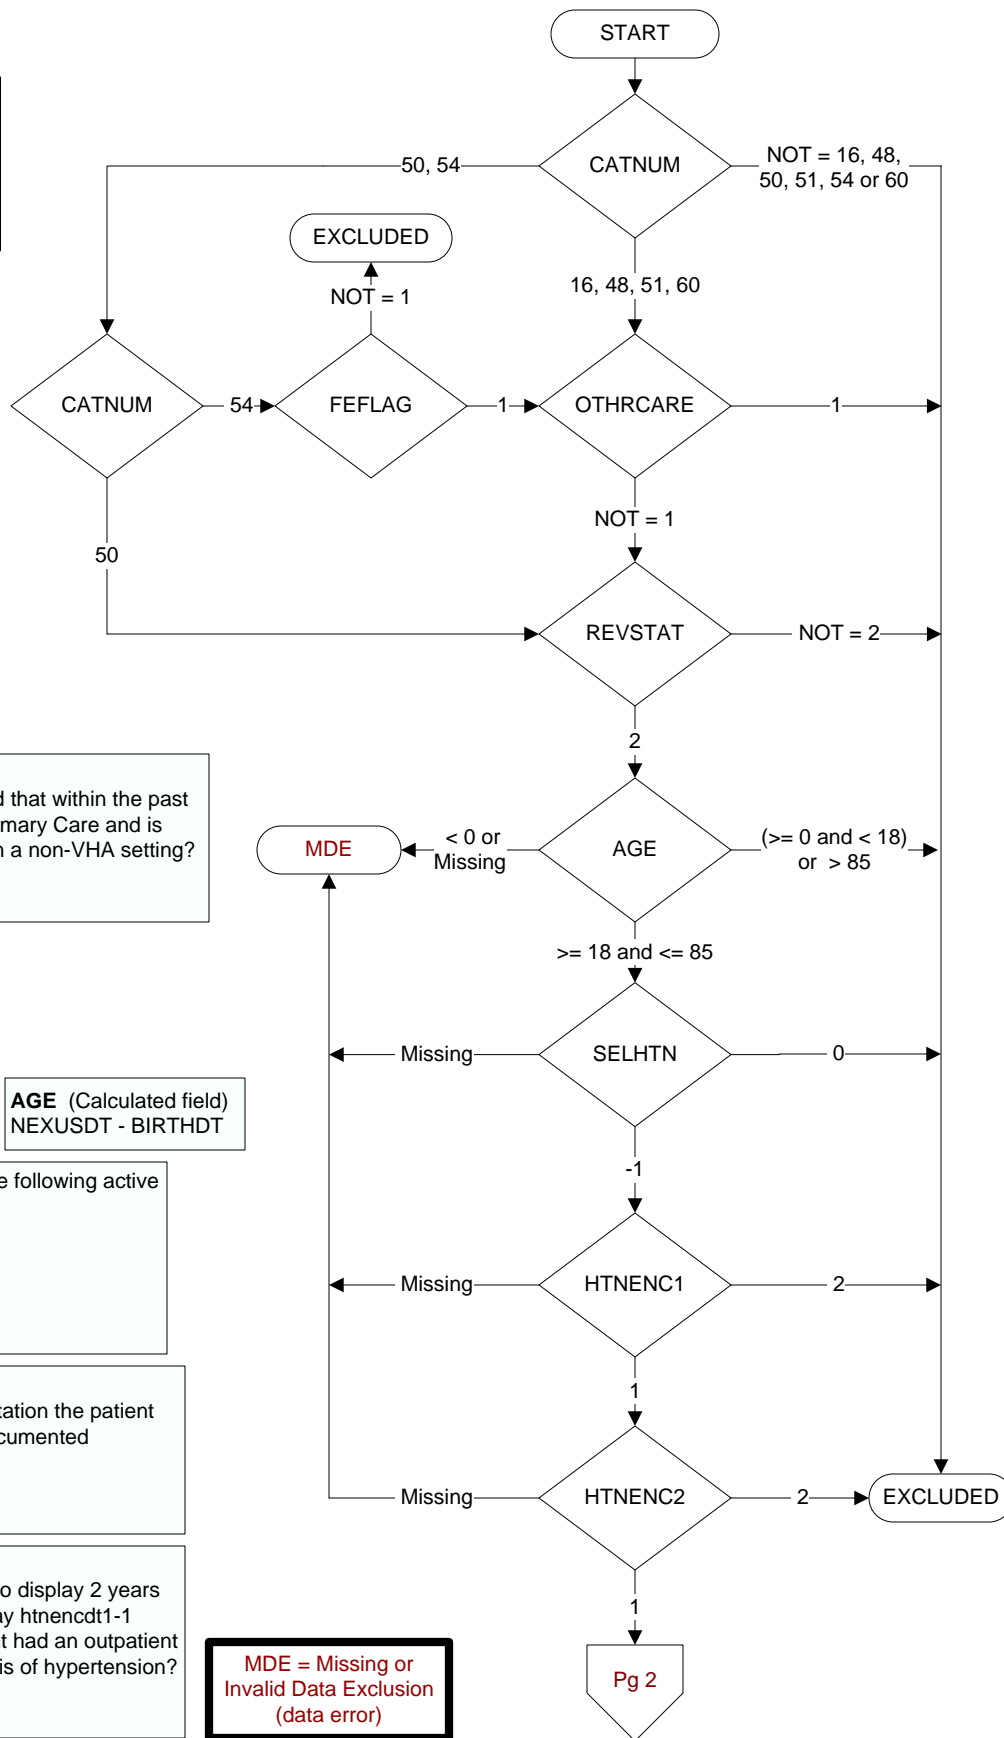 START
CATNUM
50, 54
NOT = 16, 48,
50, 51, 54 or 60
EXCLUDED
NOT = 1
16, 48, 51, 60
CATNUM
54
FEFLAG
1
OTHRCARE
1
NOT = 1
50
REVSTAT
NOT = 2
2
d that within the past
mary Care and is
n a non-VHA setting?
MDE
< 0 or
Missing
AGE
(>= 0 and < 18)
or > 85
>= 18 and <= 85
Missing
SELHTN
0
AGE (Calculated field)
NEXUSDT - BIRTHDT
-1
e following active
Missing
HTNENC1
2
1
tation the patient
cumented
Missing
HTNENC2
2
EXCLUDED
1
o display 2 years
ay htnencdt1-1
nt had an outpatient
is of hypertension?
MDE = Missing or
Invalid Data Exclusion
(data error)
Pg 2